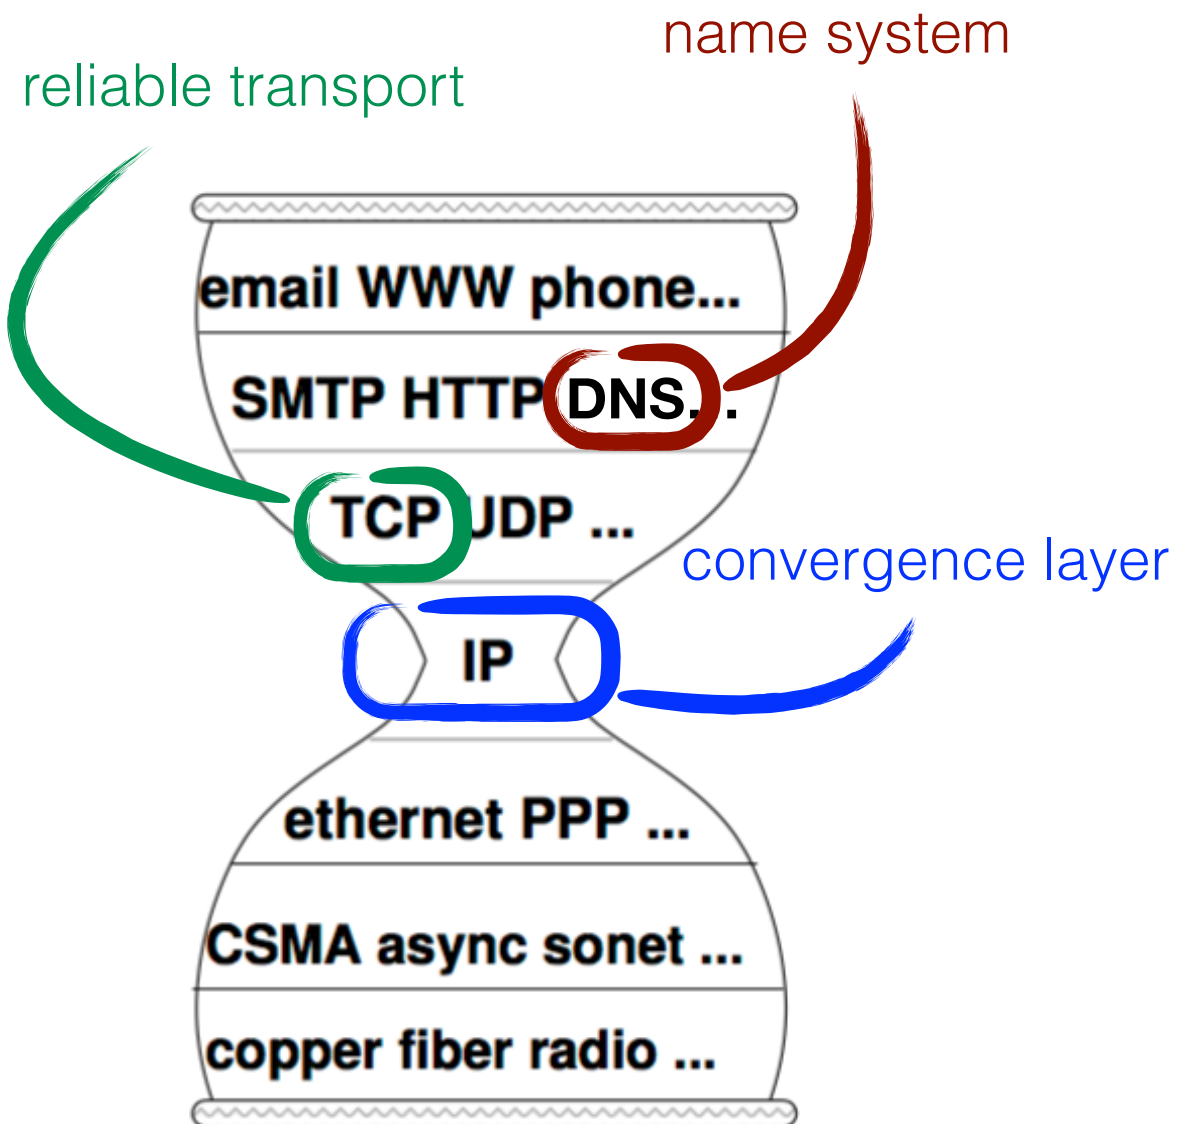 name system
reliable transport
email WWW phone...
SMTP HTTP DNS...
TCP UDP ...
convergence layer
IP
ethernet PPP ...
CSMA async sonet ...
copper fiber radio ...